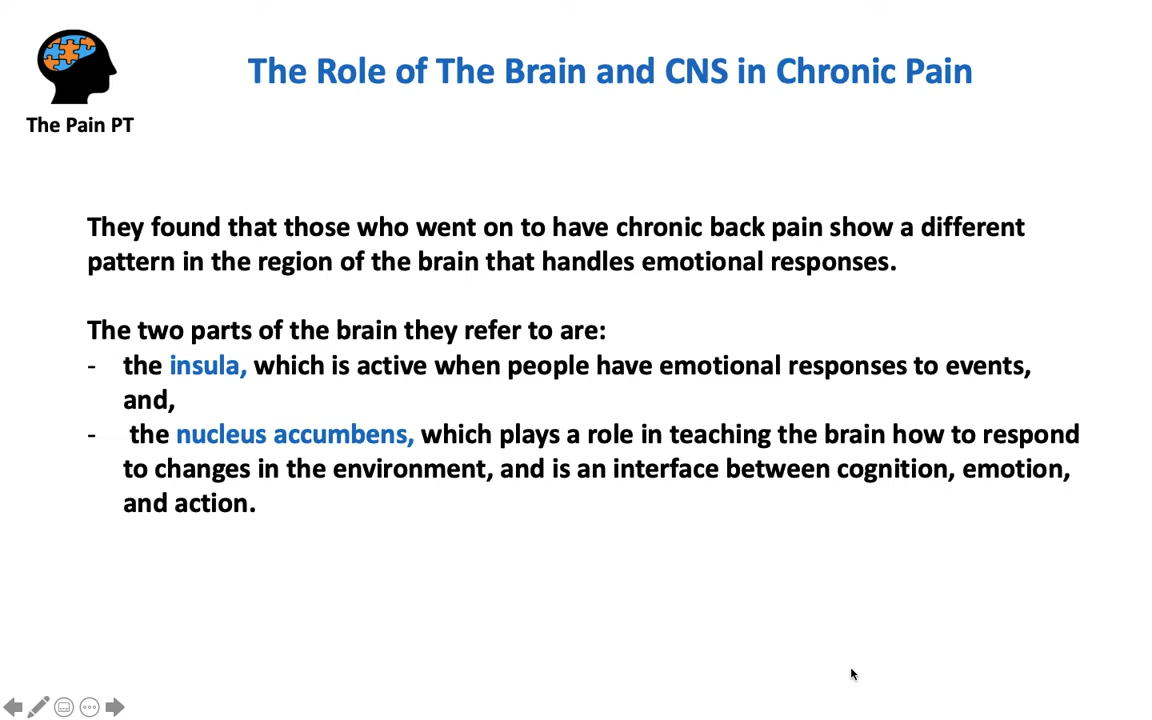 The Role of The Brain and CNS in Chronic Pain
The Pain PT
They found that those who went on to have chronic back pain show a different
pattern in the region of the brain that handles emotional responses.
The two parts of the brain they refer to are:
- the insula, which is active when people have emotional responses to events,
and,
- the nucleus accumbens, which plays a role in teaching the brain how to respond
to changes in the environment, and is an interface between cognition, emotion,
and action.